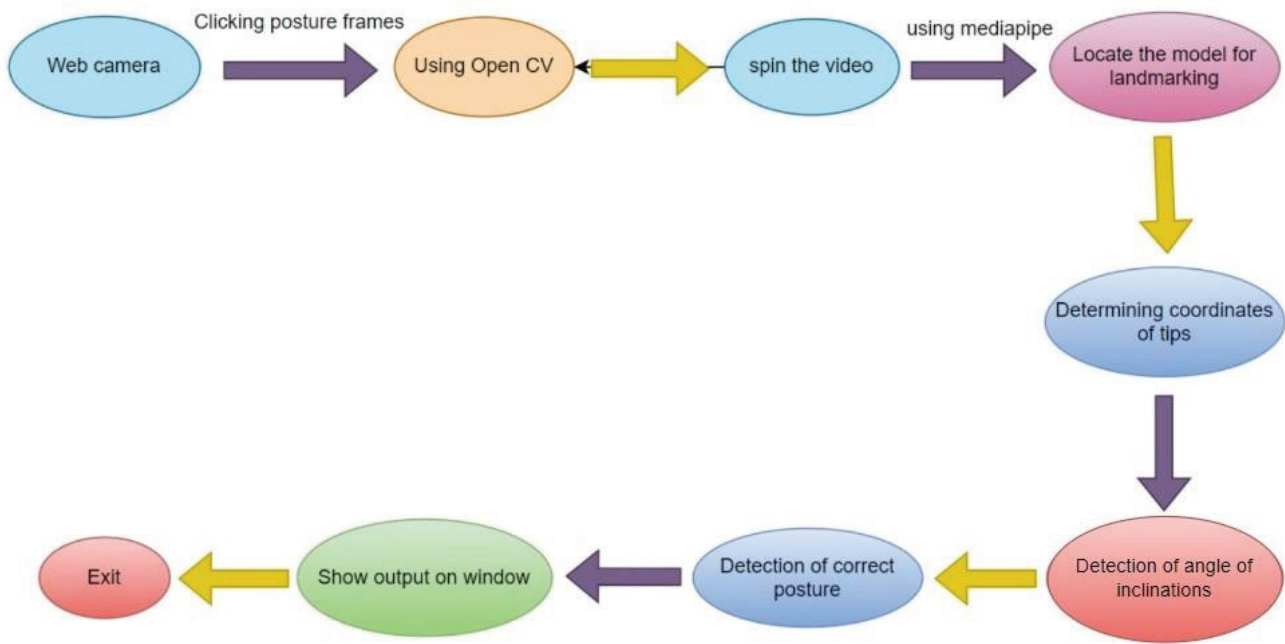 Clicking posture frames
Web camera
Using Open CV
spin the video
using mediapipe
Locate the model for
landmarking
Determining coordinates
of tips
Detection of angle of
inclinations
Detection of correct
posture
Show output on window
Exit